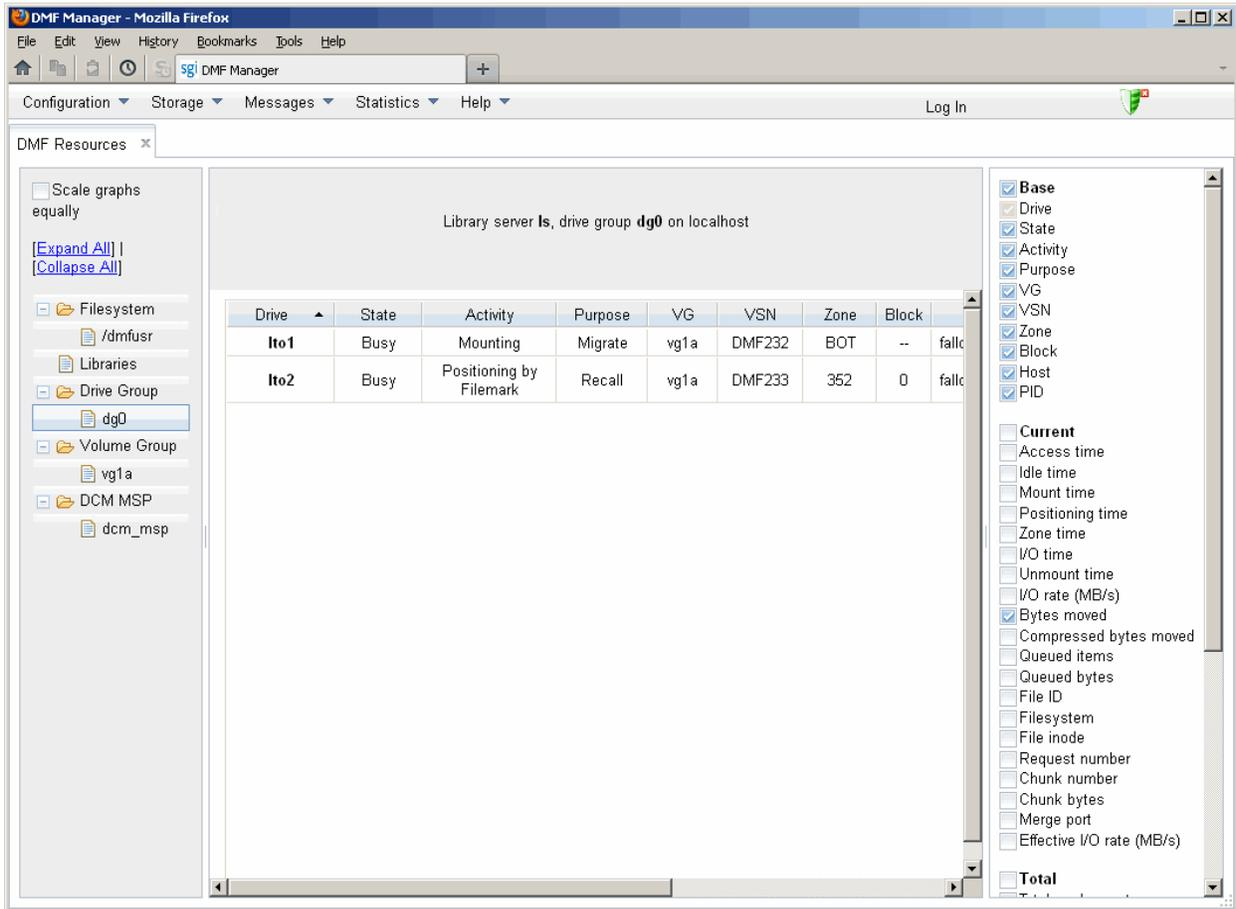 DMF Manager - Mozilla Firefox
File Edit View History Bookmarks Tools Help
sgi DMF Manager
Configuration Storage Messages Statistics Help Log In
DMF Resources
Scale graphs
equally
[Expand All] |
[Collapse All]
Filesystem
/dmfusr
Libraries
Drive Group
dg0
Volume Group
vg1a
DCM MSP
dcm_msp
Library server ls, drive group dg0 on localhost
Drive State Activity Purpose VG VSN Zone Block
lto1 Busy Mounting Migrate vg1a DMF232 BOT --
lto2 Busy Positioning by Filemark Recall vg1a DMF233 352 0
Base
Drive
State
Activity
Purpose
VG
VSN
Zone
Block
Host
PID
Current
Access time
Idle time
Mount time
Positioning time
Zone time
I/O time
Unmount time
I/O rate (MB/s)
Bytes moved
Compressed bytes moved
Queued items
Queued bytes
File ID
Filesystem
File inode
Request number
Chunk number
Chunk bytes
Merge port
Effective I/O rate (MB/s)
Total